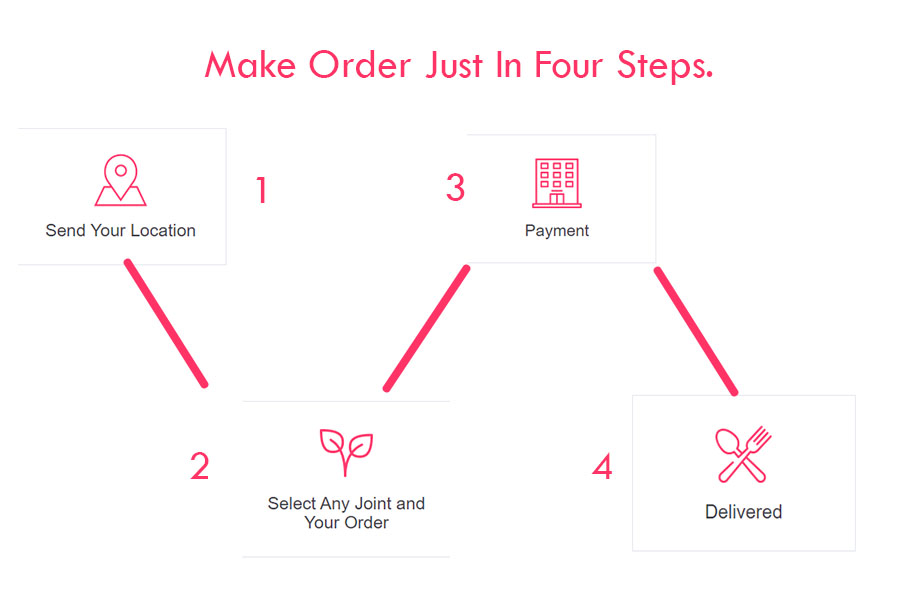 Make Order Just In Four Steps.
1
Send Your Location
2
Select Any Joint and
Your Order
3
Payment
4
Delivered